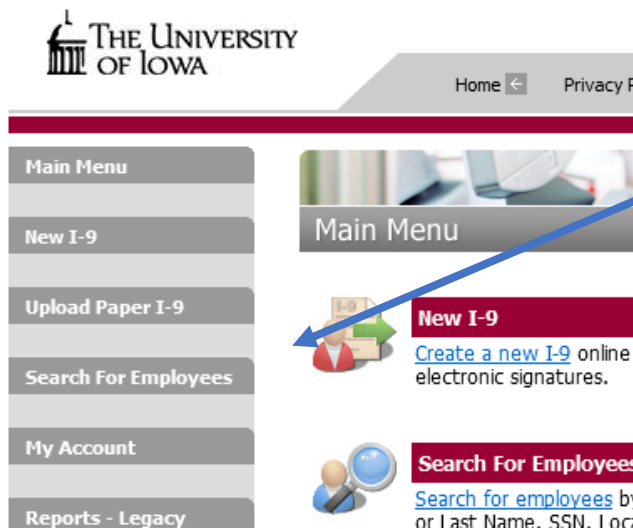 THE UNIVERSITY
OF IOWA
Home Privacy
Main Menu
New I-9
Upload Paper I-9
Search For Employees
My Account
Reports - Legacy
Main Menu
I-9
New I-9
Create a new I-9 online
electronic signatures.
Search For Employees
Search for employees by
or Last Name, SSN,